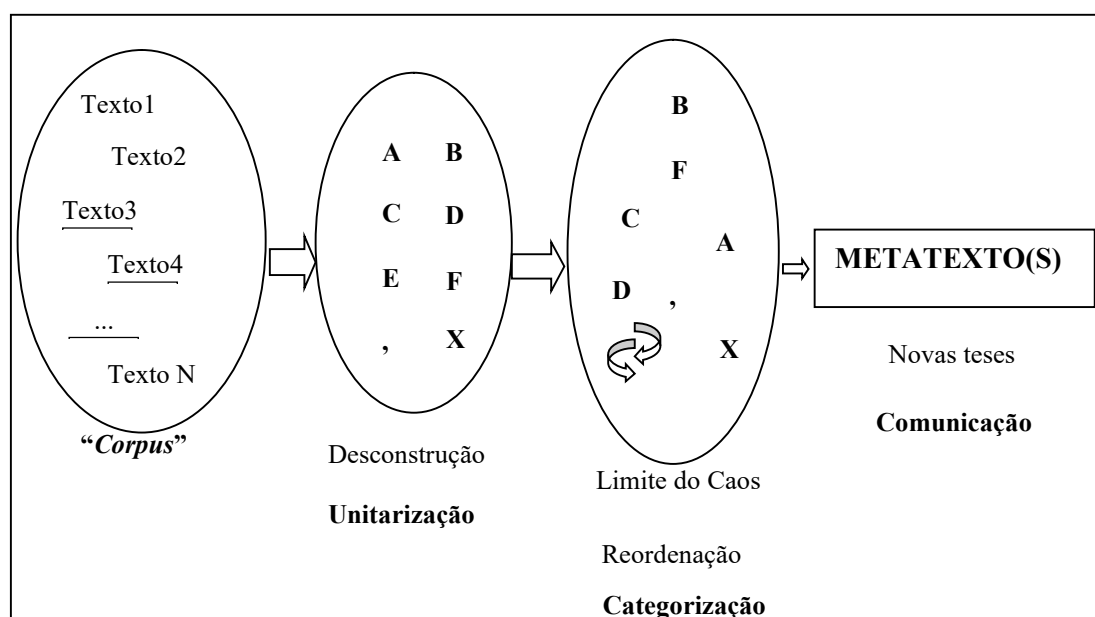 Texto1
Texto2
Texto3
Texto4
...
Texto N
“Corpus”
A B
C D
E F
, X
Desconstrução
Unitarização
B
F
C
A
D ,
X
Limite do Caos
Reordenação
Categorização
METATEXTO(S)
Novas teses
Comunicação